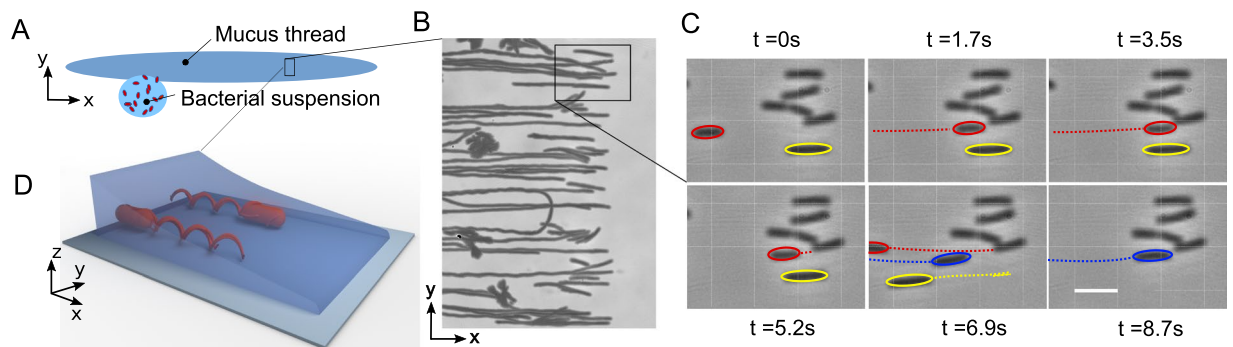 A
Mucus thread
y
x
Bacterial suspension
B
y
x
C
t =0s
t =1.7s
t =3.5s
t =5.2s
t =6.9s
t =8.7s
D
z
y
x